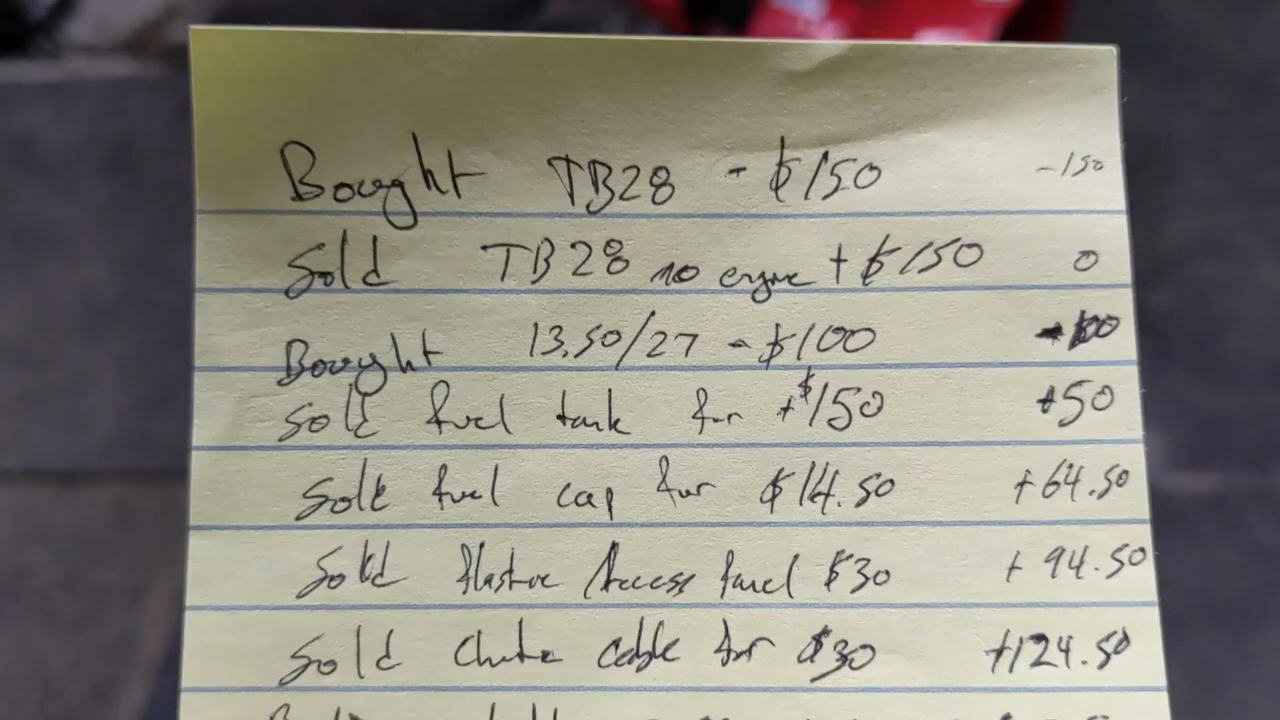 Bought TB28 - $150 -150
Sold TB28 no engine + $150 0
Bought 13.50/27 - $100 -100
Sold fuel tank for +$150 +50
Sold fuel cap for $14.50 +64.50
Sold Plastic Access Panel $30 +94.50
Sold Chute cable for $30 +124.50